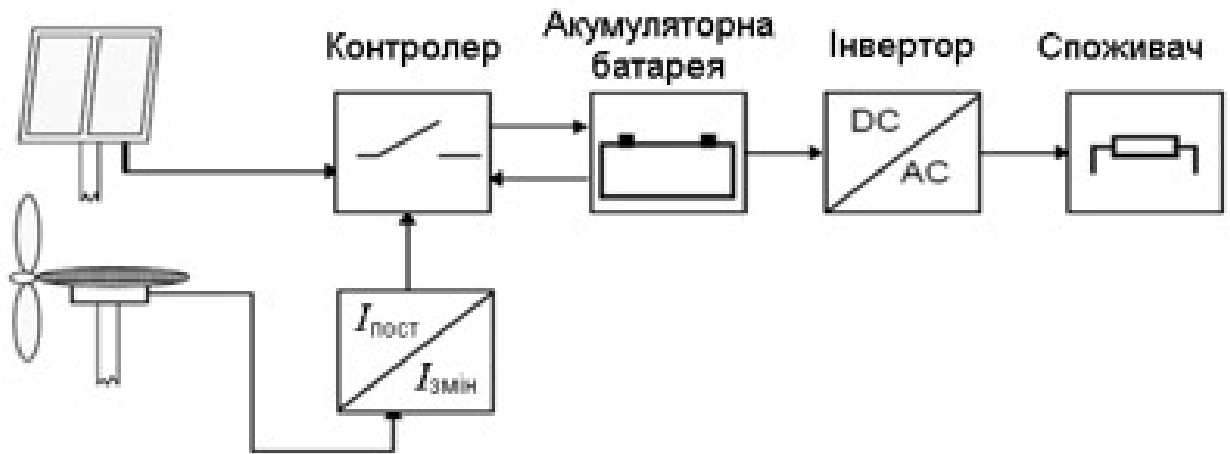 Контролер
Акумуляторна
батарея
Інвертор
Споживач
DC
AC
Iпост
Iзмін